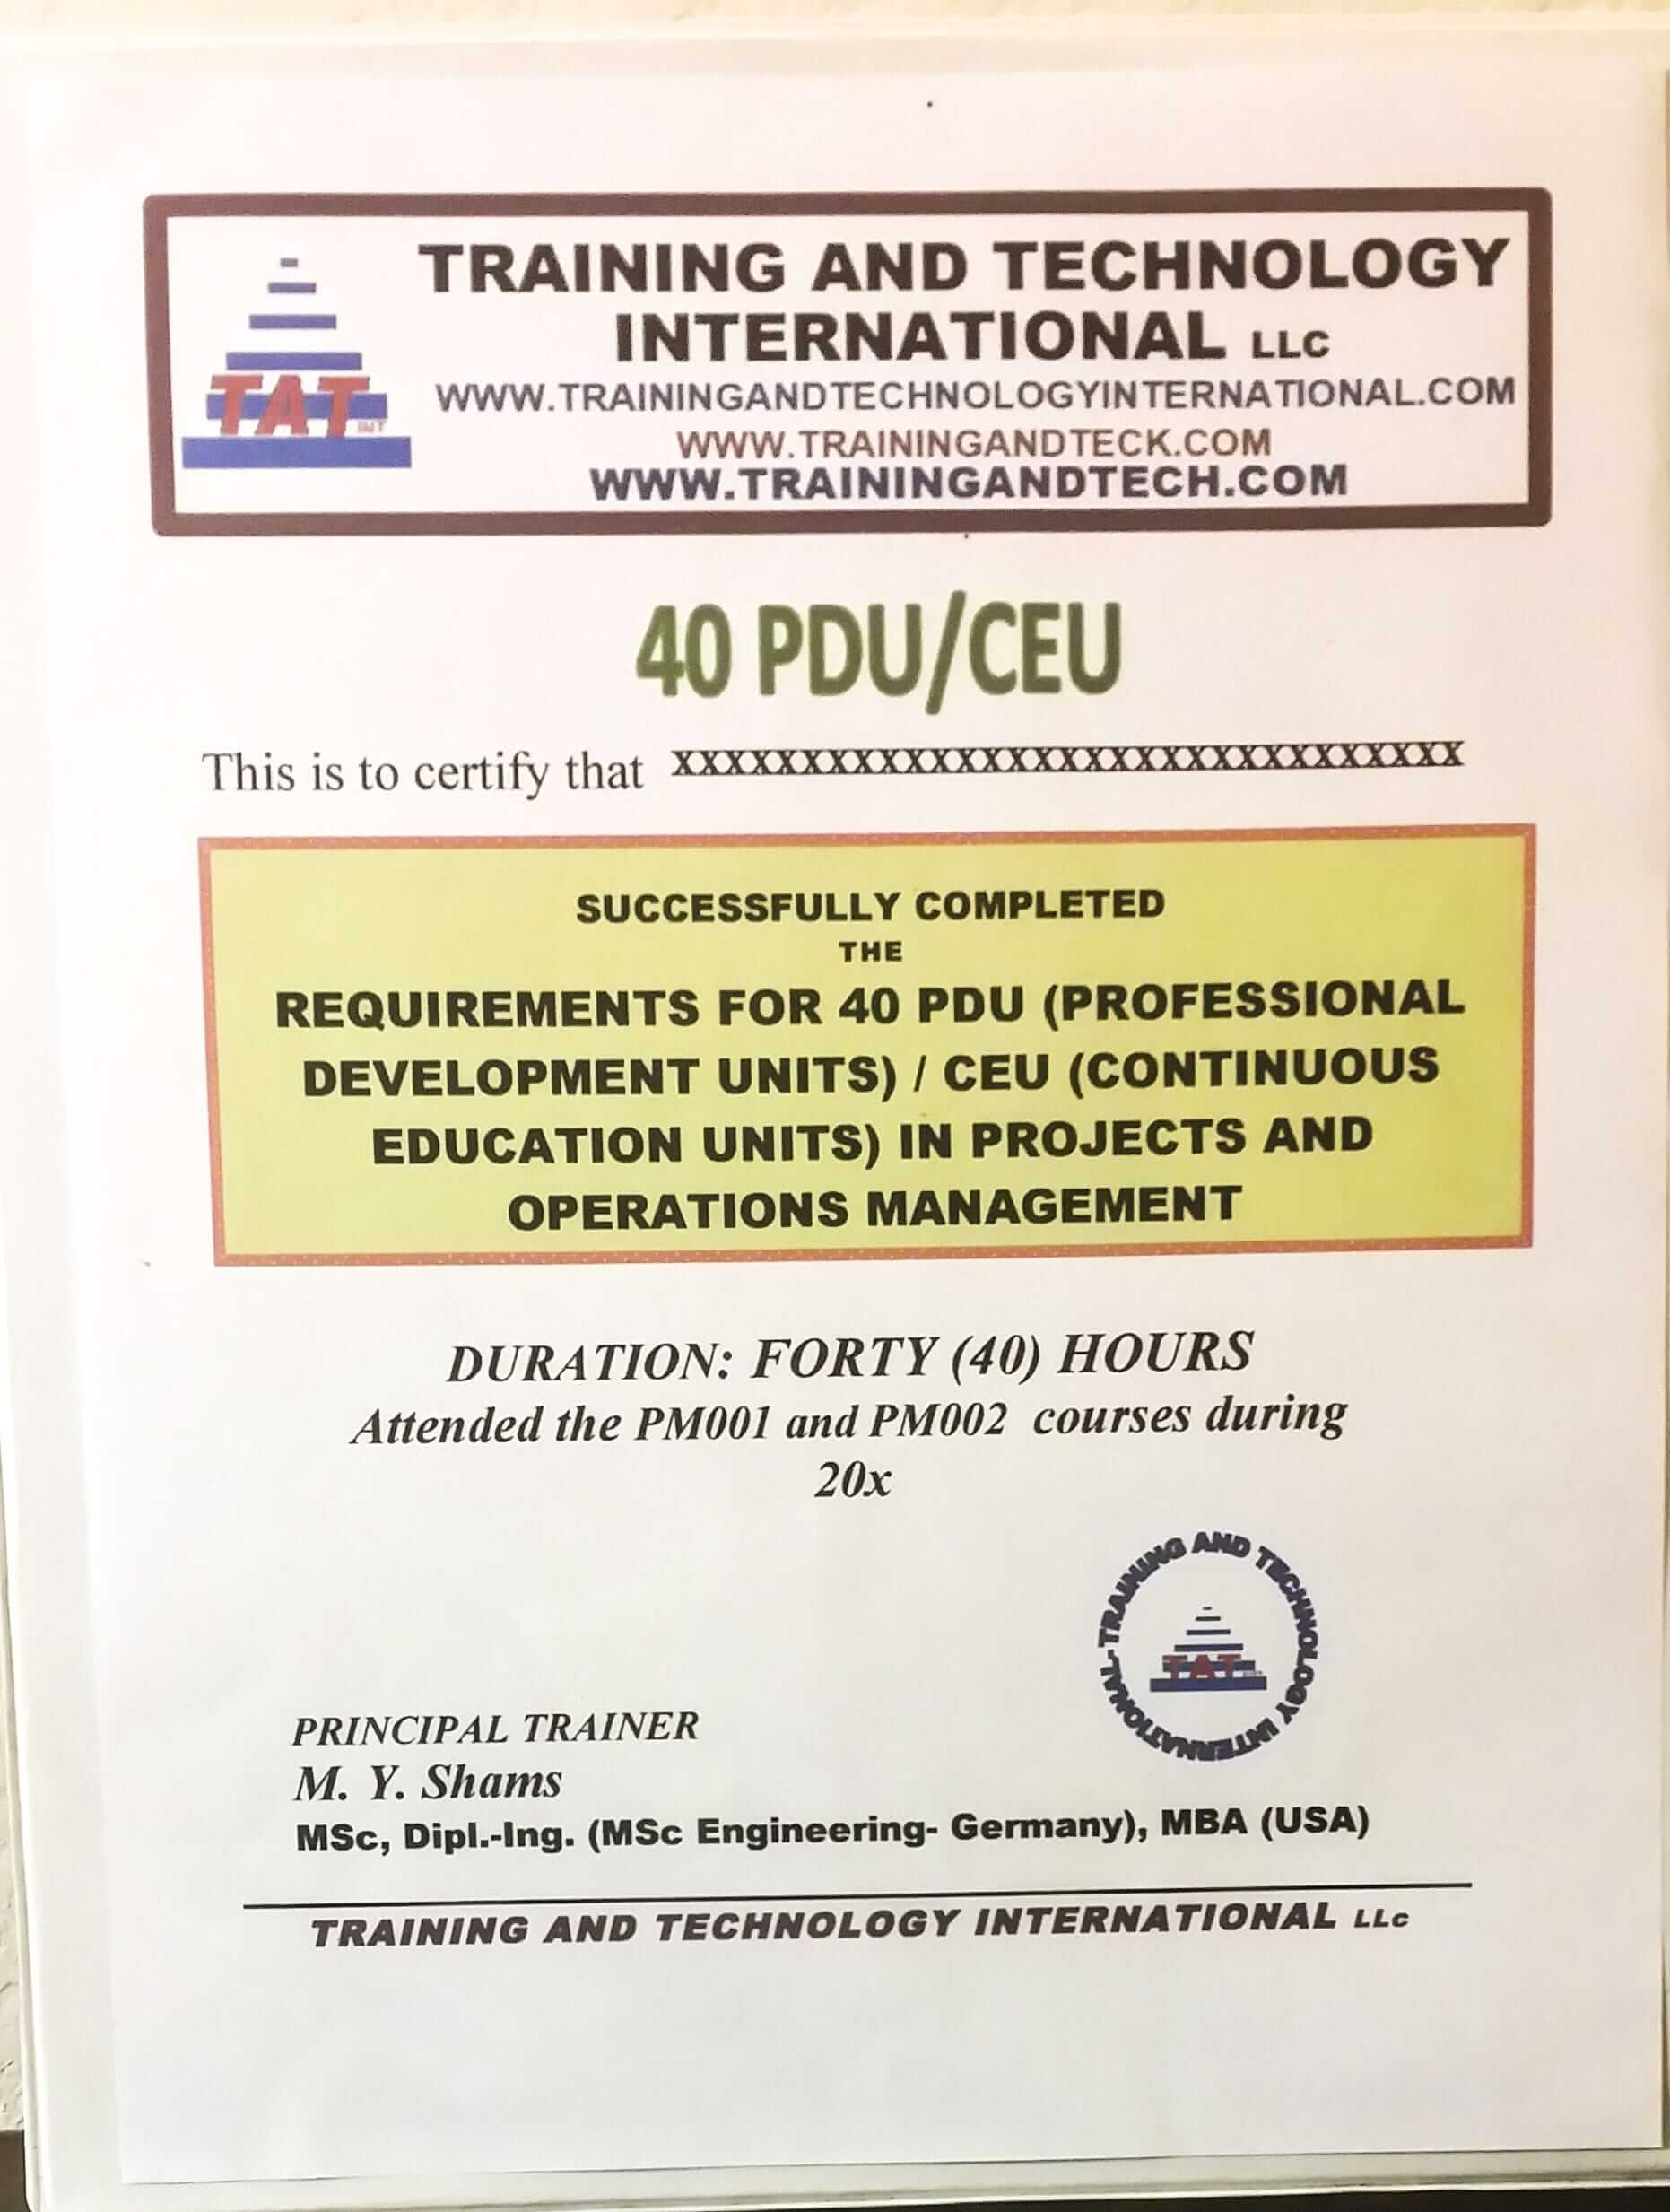 TRAINING AND TECHNOLOGY
INTERNATIONAL LLC
WWW.TRAININGANDTECHNOLOGYINTERNATIONAL.COM
WWW.TRAININGANDTECK.COM
WWW.TRAININGANDTECH.COM
TAT INT
40 PDU/CEU
This is to certify that XXXXXXXXXXXXXXXXXXXXXXXXXXXXXXX
SUCCESSFULLY COMPLETED
THE
REQUIREMENTS FOR 40 PDU (PROFESSIONAL
DEVELOPMENT UNITS) / CEU (CONTINUOUS
EDUCATION UNITS) IN PROJECTS AND
OPERATIONS MANAGEMENT
DURATION: FORTY (40) HOURS
Attended the PM001 and PM002 courses during
20x
TRAINING AND TECHNOLOGY INTERNATIONAL-
TAT
PRINCIPAL TRAINER
M. Y. Shams
MSc, Dipl.-Ing. (MSc Engineering- Germany), MBA (USA)
TRAINING AND TECHNOLOGY INTERNATIONAL LLc